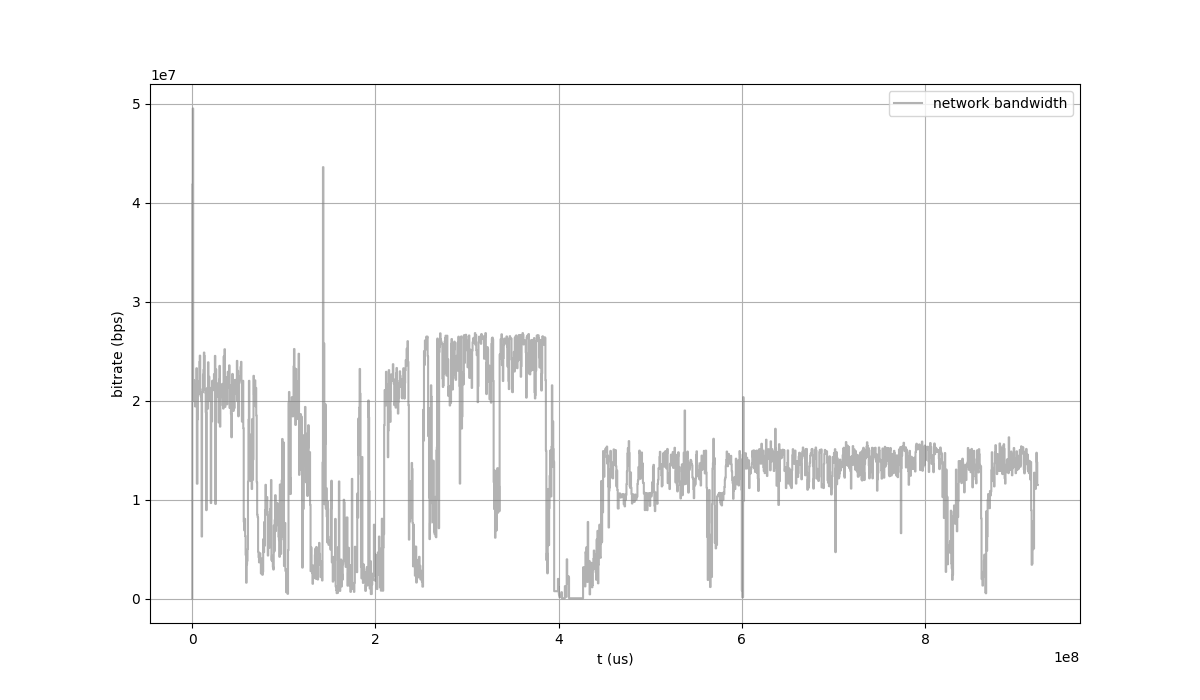 1e7
network bandwidth
5
4
3
2
1
0
bitrate (bps)
0 2 4 6 8
t (us)
1e8